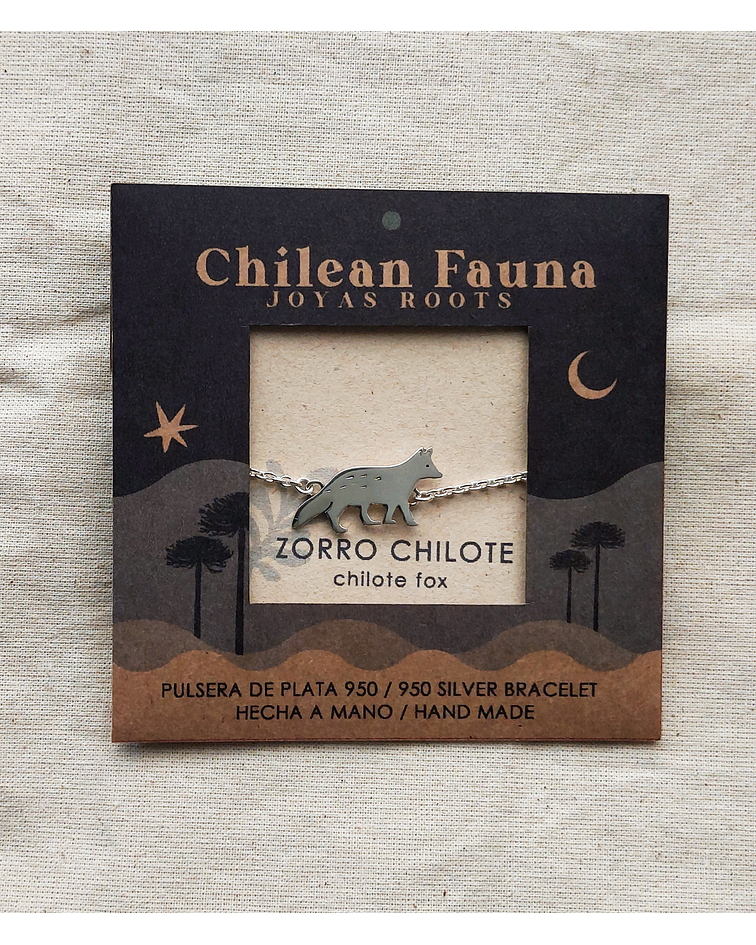 Chilean Fauna
JOYAS ROOTS
ZORRO CHILOTE
chilote fox
PULSERA DE PLATA 950 / 950 SILVER BRACELET
HECHA A MANO / HAND MADE